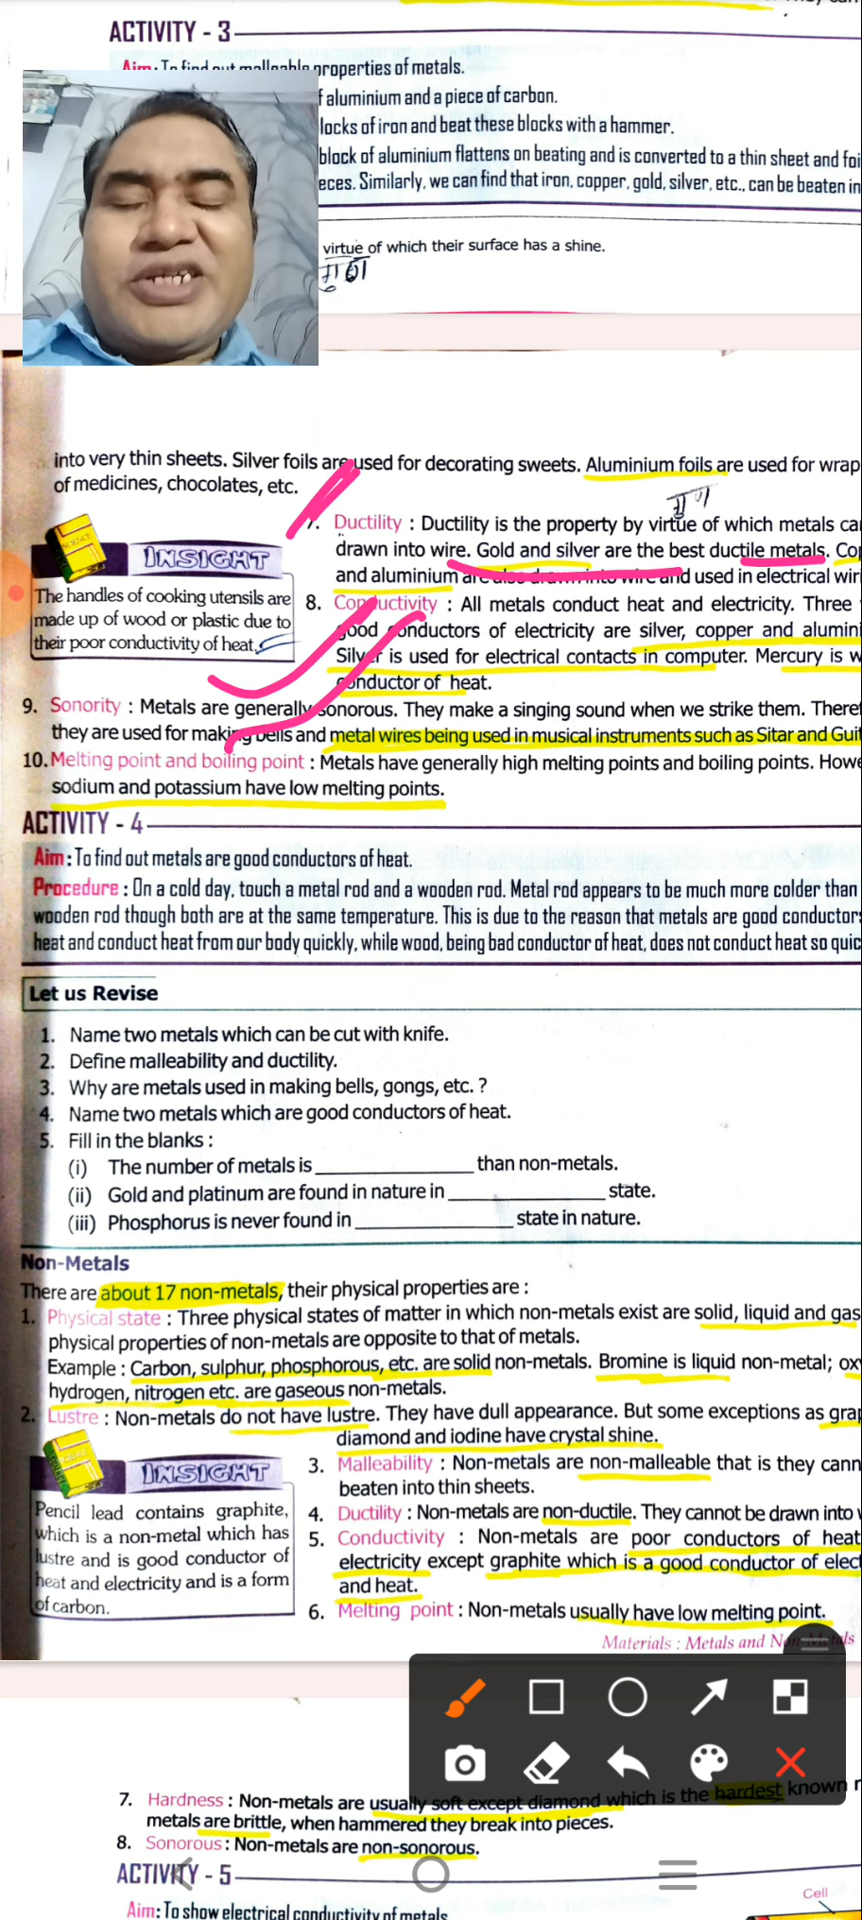 ACTIVITY - 3
Aim: To find out malleable properties of metals.
f aluminium and a piece of carbon.
locks of iron and beat these blocks with a hammer.
block of aluminium flattens on beating and is converted to a thin sheet and foi
eces. Similarly, we can find that iron, copper, gold, silver, etc., can be beaten in
virtue of which their surface has a shine.
गुण
into very thin sheets. Silver foils are used for decorating sweets. Aluminium foils are used for wrap
of medicines, chocolates, etc.
गुण
7. Ductility : Ductility is the property by virtue of which metals ca
drawn into wire. Gold and silver are the best ductile metals. Co
and aluminium are also drawn into wire and used in electrical wiri
INSIGHT
The handles of cooking utensils are
made up of wood or plastic due to
their poor conductivity of heat.
8. Conductivity : All metals conduct heat and electricity. Three
good conductors of electricity are silver, copper and alumini
Silver is used for electrical contacts in computer. Mercury is w
conductor of heat.
9. Sonority : Metals are generally sonorous. They make a singing sound when we strike them. Theref
they are used for making bells and metal wires being used in musical instruments such as Sitar and Guit
10. Melting point and boiling point : Metals have generally high melting points and boiling points. Howe
sodium and potassium have low melting points.
ACTIVITY - 4
Aim : To find out metals are good conductors of heat.
Procedure : On a cold day, touch a metal rod and a wooden rod. Metal rod appears to be much more colder than
wooden rod though both are at the same temperature. This is due to the reason that metals are good conductors
heat and conduct heat from our body quickly, while wood, being bad conductor of heat, does not conduct heat so quic
Let us Revise
1. Name two metals which can be cut with knife.
2. Define malleability and ductility.
3. Why are metals used in making bells, gongs, etc. ?
4. Name two metals which are good conductors of heat.
5. Fill in the blanks :
(i) The number of metals is ______________ than non-metals.
(ii) Gold and platinum are found in nature in ______________ state.
(iii) Phosphorus is never found in ______________ state in nature.
Non-Metals
There are about 17 non-metals, their physical properties are :
1. Physical state : Three physical states of matter in which non-metals exist are solid, liquid and gas
physical properties of non-metals are opposite to that of metals.
Example : Carbon, sulphur, phosphorous, etc. are solid non-metals. Bromine is liquid non-metal; oxy
hydrogen, nitrogen etc. are gaseous non-metals.
2. Lustre : Non-metals do not have lustre. They have dull appearance. But some exceptions as grap
diamond and iodine have crystal shine.
INSIGHT
Pencil lead contains graphite,
which is a non-metal which has
lustre and is good conductor of
heat and electricity and is a form
of carbon.
3. Malleability : Non-metals are non-malleable that is they cann
beaten into thin sheets.
4. Ductility : Non-metals are non-ductile. They cannot be drawn into w
5. Conductivity : Non-metals are poor conductors of heat
electricity except graphite which is a good conductor of elect
and heat.
6. Melting point : Non-metals usually have low melting point.
Materials : Metals and Non-Metals
7. Hardness : Non-metals are usually soft except diamond which is the hardest known n
metals are brittle, when hammered they break into pieces.
8. Sonorous : Non-metals are non-sonorous.
ACTIVITY - 5
Aim: To show electrical conductivity of metals
Cell